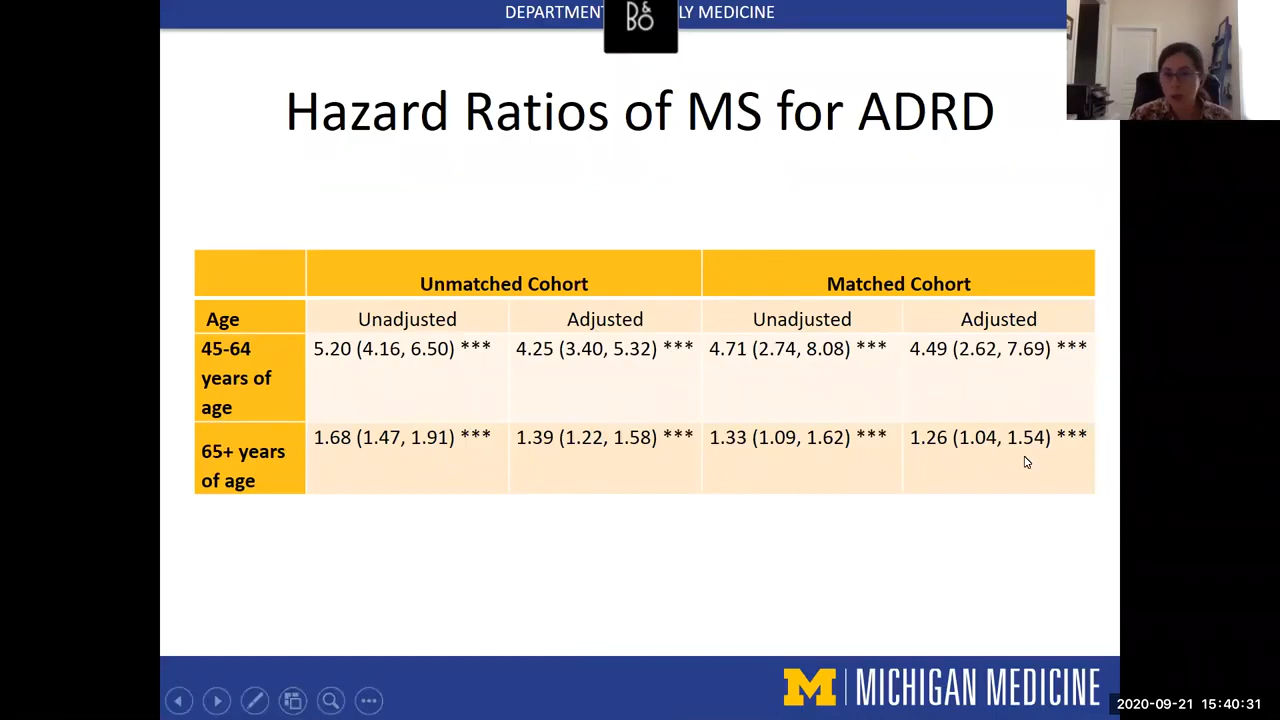 DEPARTMENT LY MEDICINE
D&
BO
Hazard Ratios of MS for ADRD
Unmatched Cohort Matched Cohort
Age Unadjusted Adjusted Unadjusted Adjusted
45-64 years of age 5.20 (4.16, 6.50) *** 4.25 (3.40, 5.32) *** 4.71 (2.74, 8.08) *** 4.49 (2.62, 7.69) ***
65+ years of age 1.68 (1.47, 1.91) *** 1.39 (1.22, 1.58) *** 1.33 (1.09, 1.62) *** 1.26 (1.04, 1.54) ***
M MICHIGAN MEDICINE
2020-09-21 15:40:31